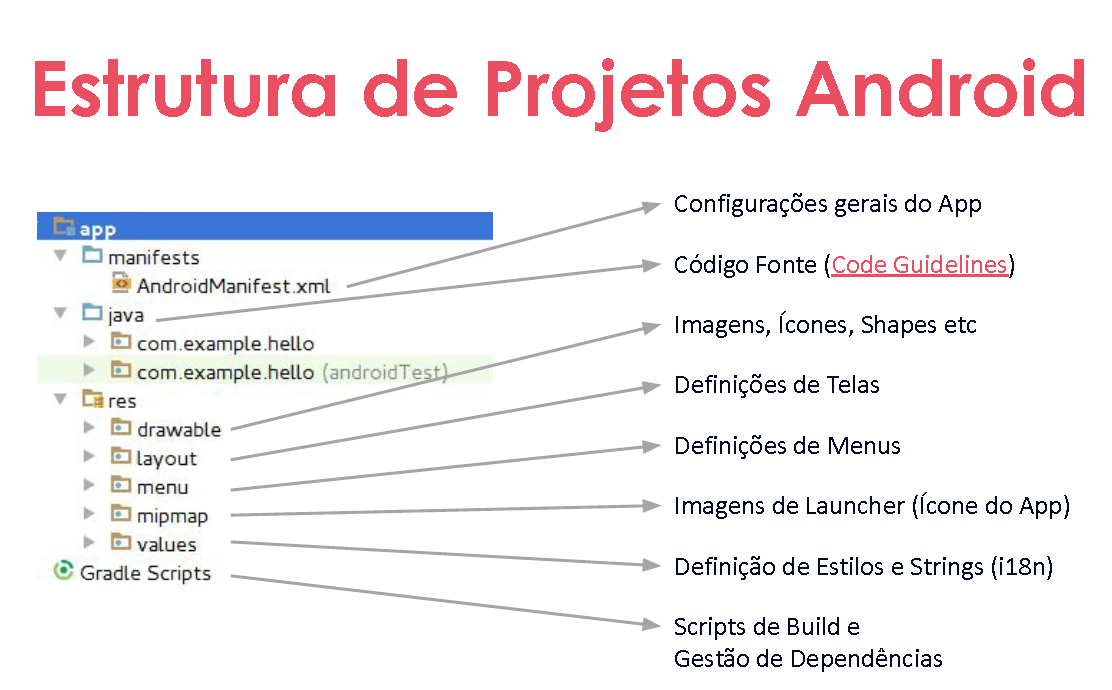 Estrutura de Projetos Android
app
manifests
AndroidManifest.xml
java
com.example.hello
com.example.hello (androidTest)
res
drawable
layout
menu
mipmap
values
Gradle Scripts
Configurações gerais do App
Código Fonte (Code Guidelines)
Imagens, Ícones, Shapes etc
Definições de Telas
Definições de Menus
Imagens de Launcher (Ícone do App)
Definição de Estilos e Strings (i18n)
Scripts de Build e
Gestão de Dependências